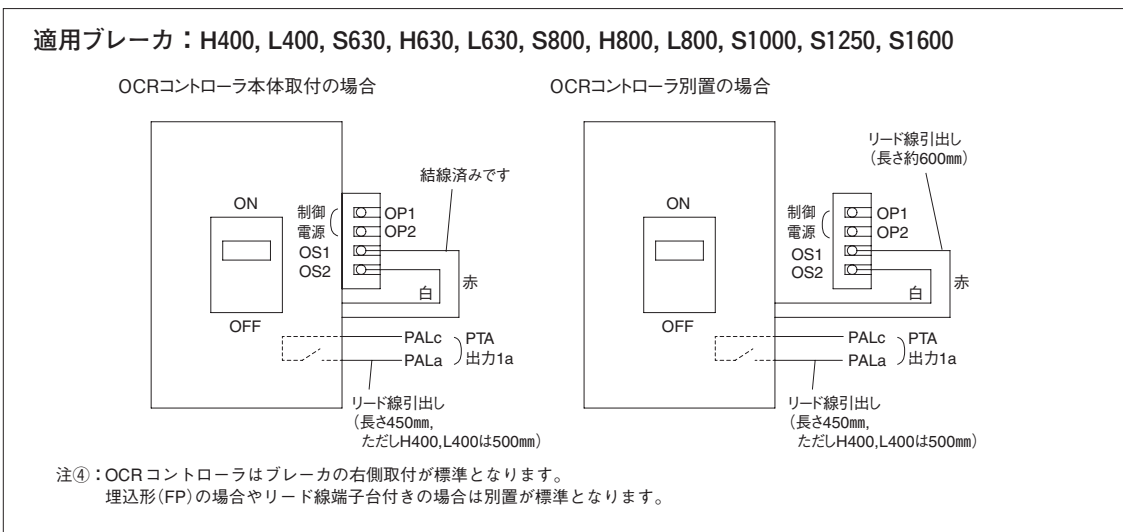 適用ブレーカ：H400, L400, S630, H630, L630, S800, H800, L800, S1000, S1250, S1600
OCRコントローラ本体取付の場合
ON
OFF
制御
電源
OP1
OP2
OS1
OS2
結線済みです
白
赤
PALc
PALa
PTA
出力1a
リード線引出し
（長さ450㎜,
ただしH400,L400は500㎜）
OCRコントローラ別置の場合
リード線引出し
（長さ約600㎜）
ON
OFF
制御
電源
OP1
OP2
OS1
OS2
白
赤
PALc
PALa
PTA
出力1a
リード線引出し
（長さ450㎜,
ただしH400,L400は500㎜）
注④：OCRコントローラはブレーカの右側取付が標準となります。
埋込形(FP)の場合やリード線端子台付きの場合は別置が標準となります。